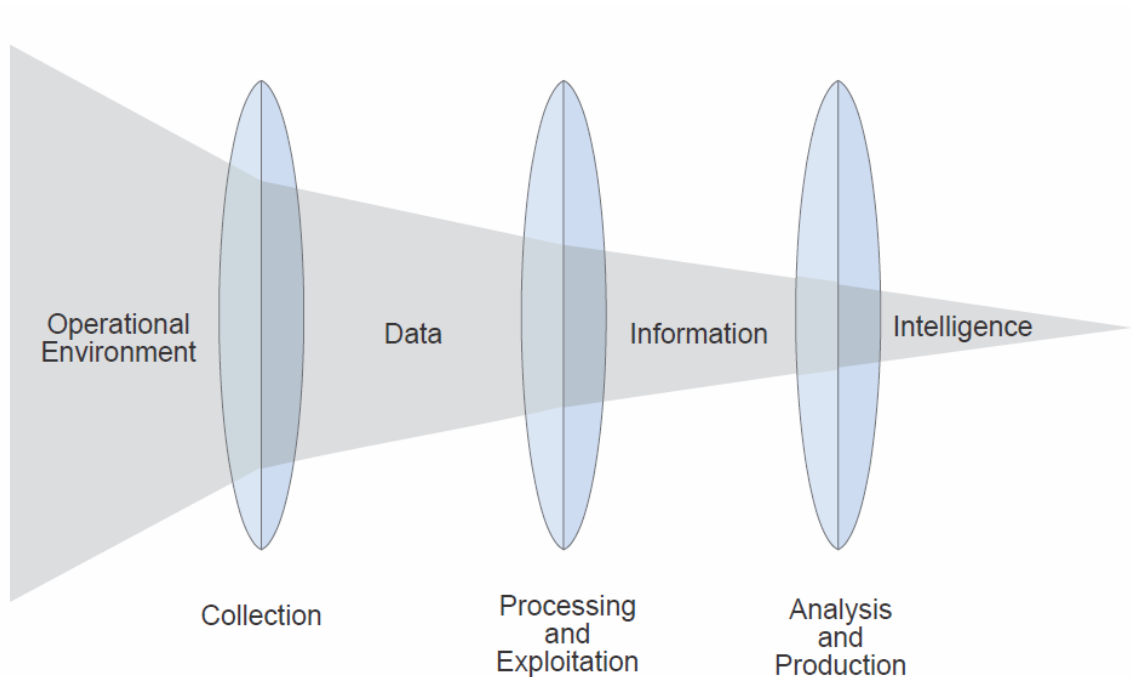 Operational
Environment
Data
Information
Intelligence
Collection
Processing
and
Exploitation
Analysis
and
Production